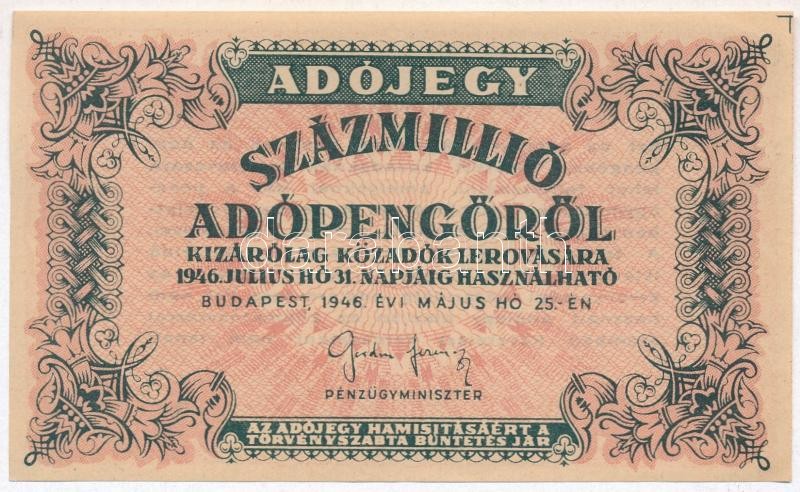 ADÓJEGY
SZÁZMILLIÓ
ADÓPENGŐRŐL
KIZÁRÓLAG KÖZADÓK LEROVÁSÁRA
1946. JULIUS HÓ 31. NAPJÁIG HASZNÁLHATÓ
BUDAPEST, 1946. ÉVI MÁJUS HÓ 25.-ÉN
darabanth
PÉNZÜGYMINISZTER
AZ ADÓJEGY HAMISITÁSÁÉRT A
TÖRVÉNYSZABTA BÜNTETÉS JÁR